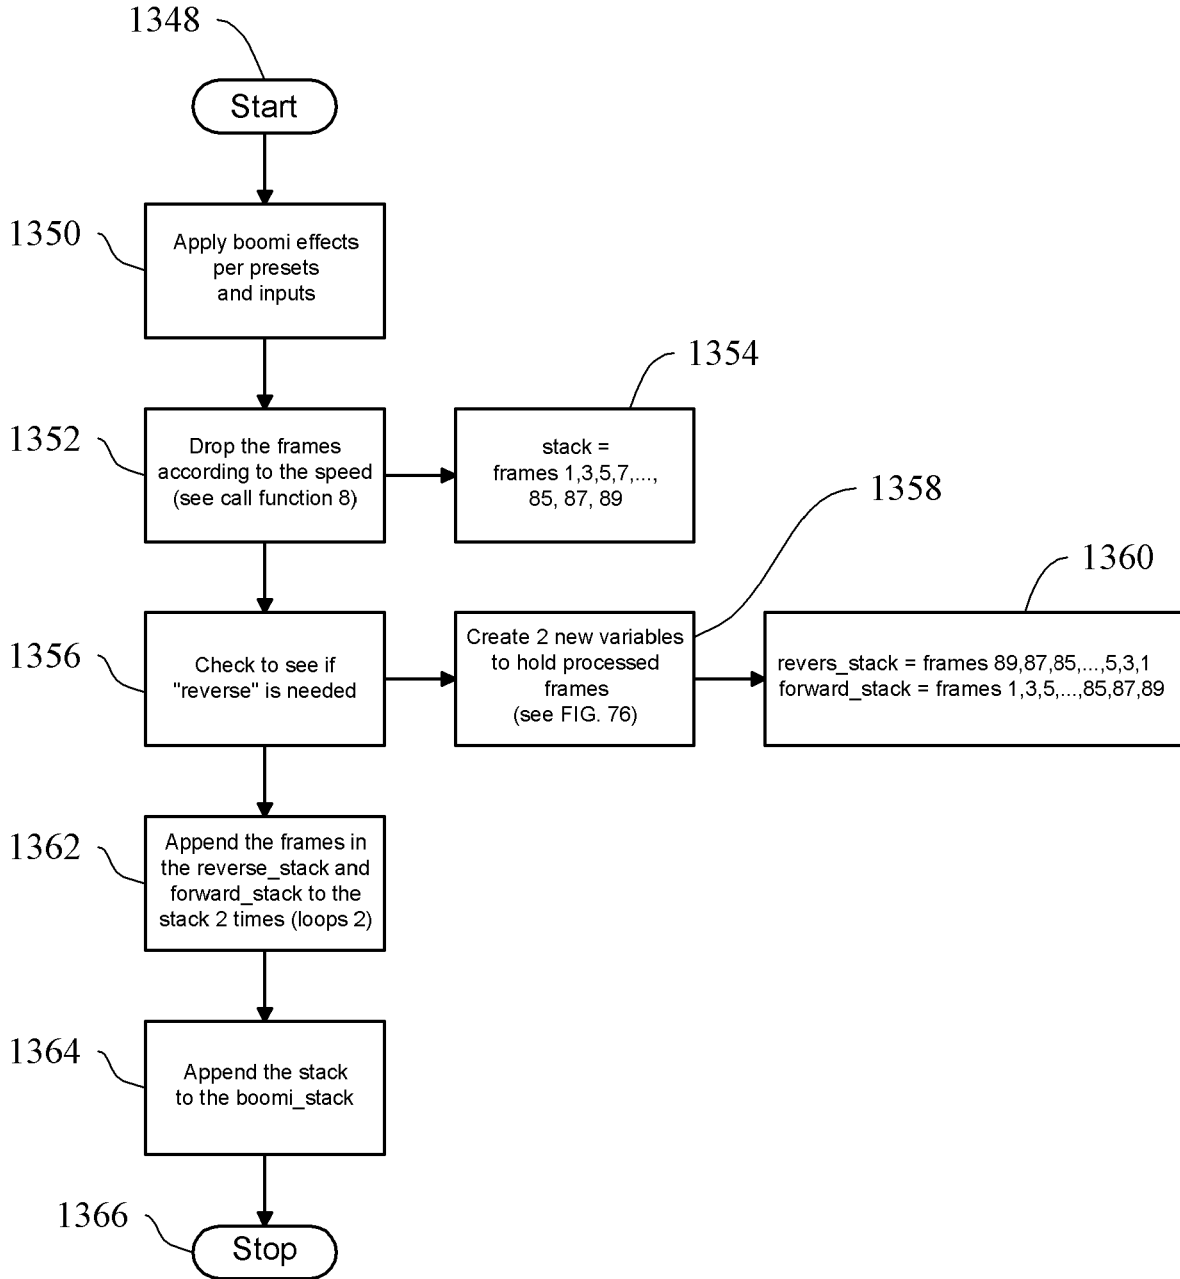 1348
Start
1350
Apply boomi effects
per presets
and inputs
1352
Drop the frames
according to the speed
(see call function 8)
1354
stack =
frames 1,3,5,7,...,
85, 87, 89
1356
Check to see if
"reverse" is needed
1358
Create 2 new variables
to hold processed
frames
(see FIG. 76)
1360
revers_stack = frames 89,87,85,...,5,3,1
forward_stack = frames 1,3,5,...,85,87,89
1362
Append the frames in
the reverse_stack and
forward_stack to the
stack 2 times (loops 2)
1364
Append the stack
to the boomi_stack
1366
Stop